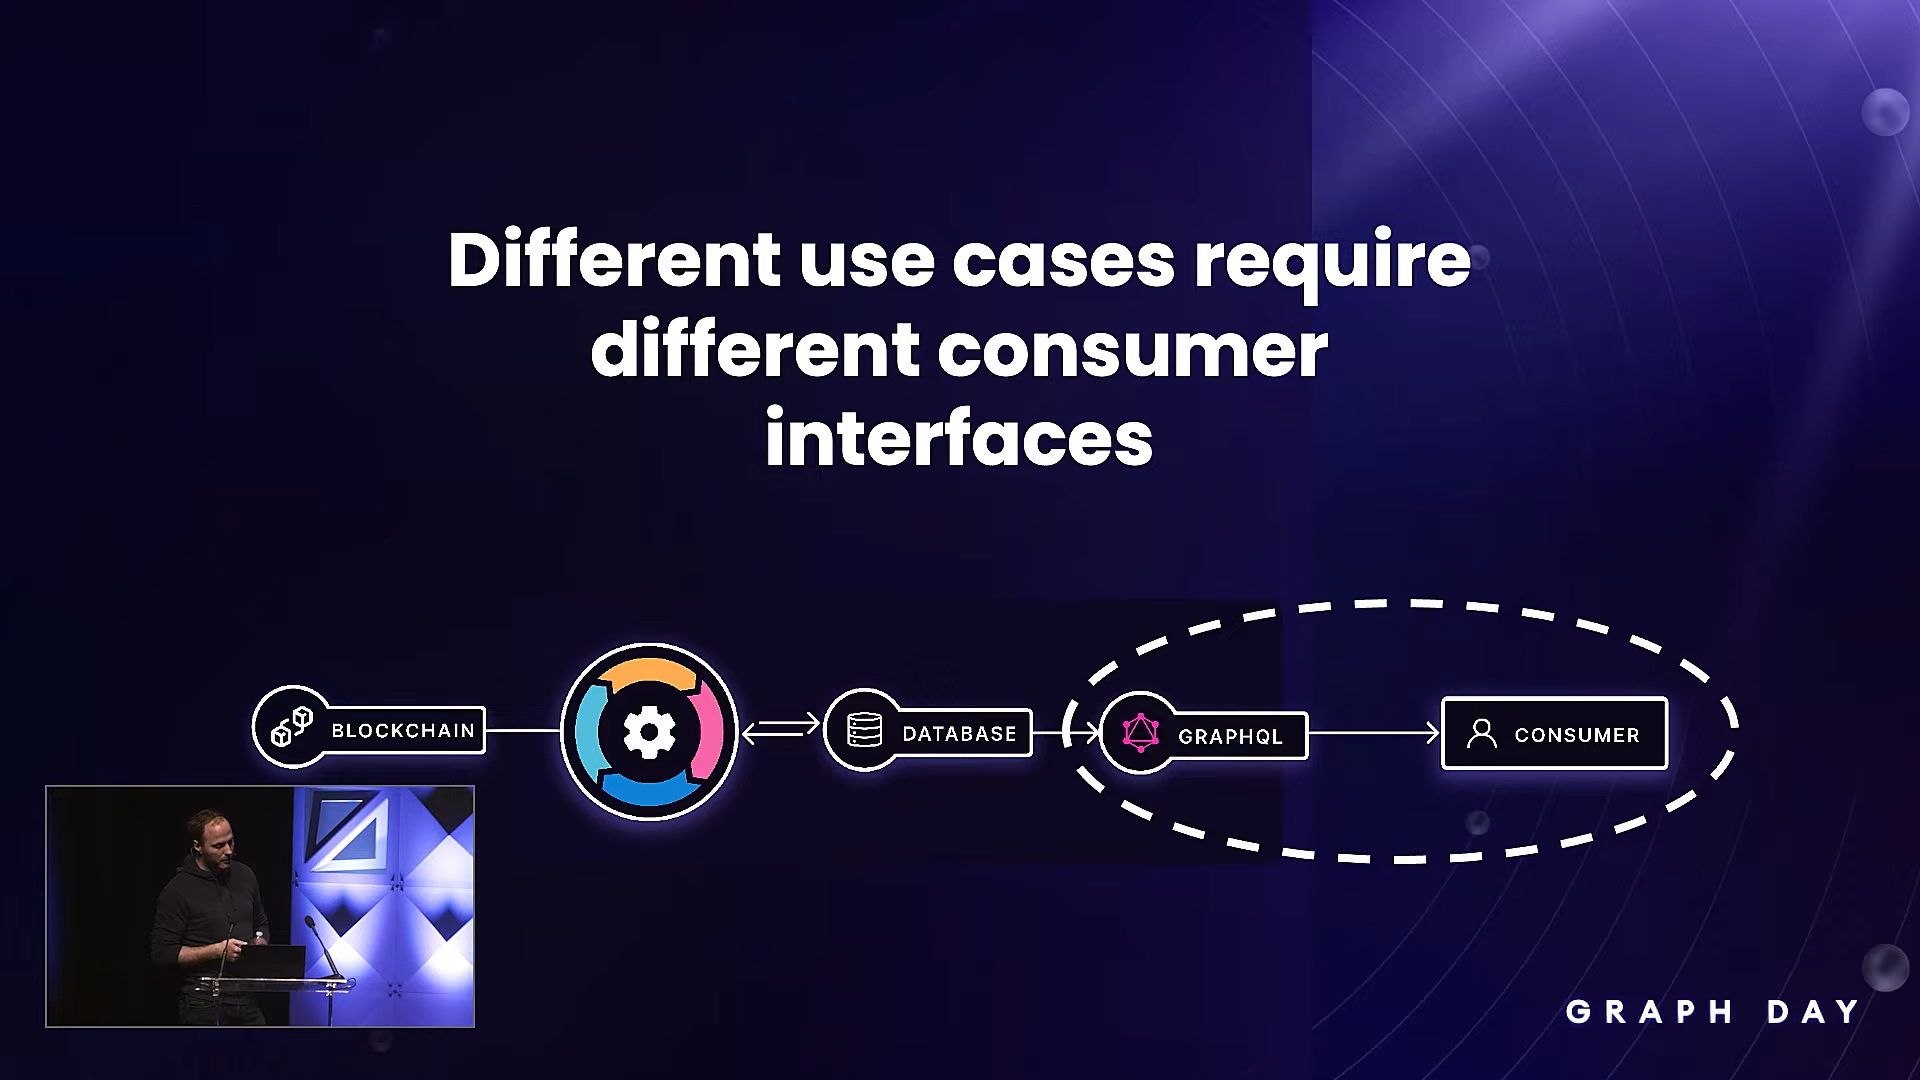 Different use cases require
different consumer
interfaces
BLOCKCHAIN
DATABASE
GRAPHQL
CONSUMER
GRAPH DAY